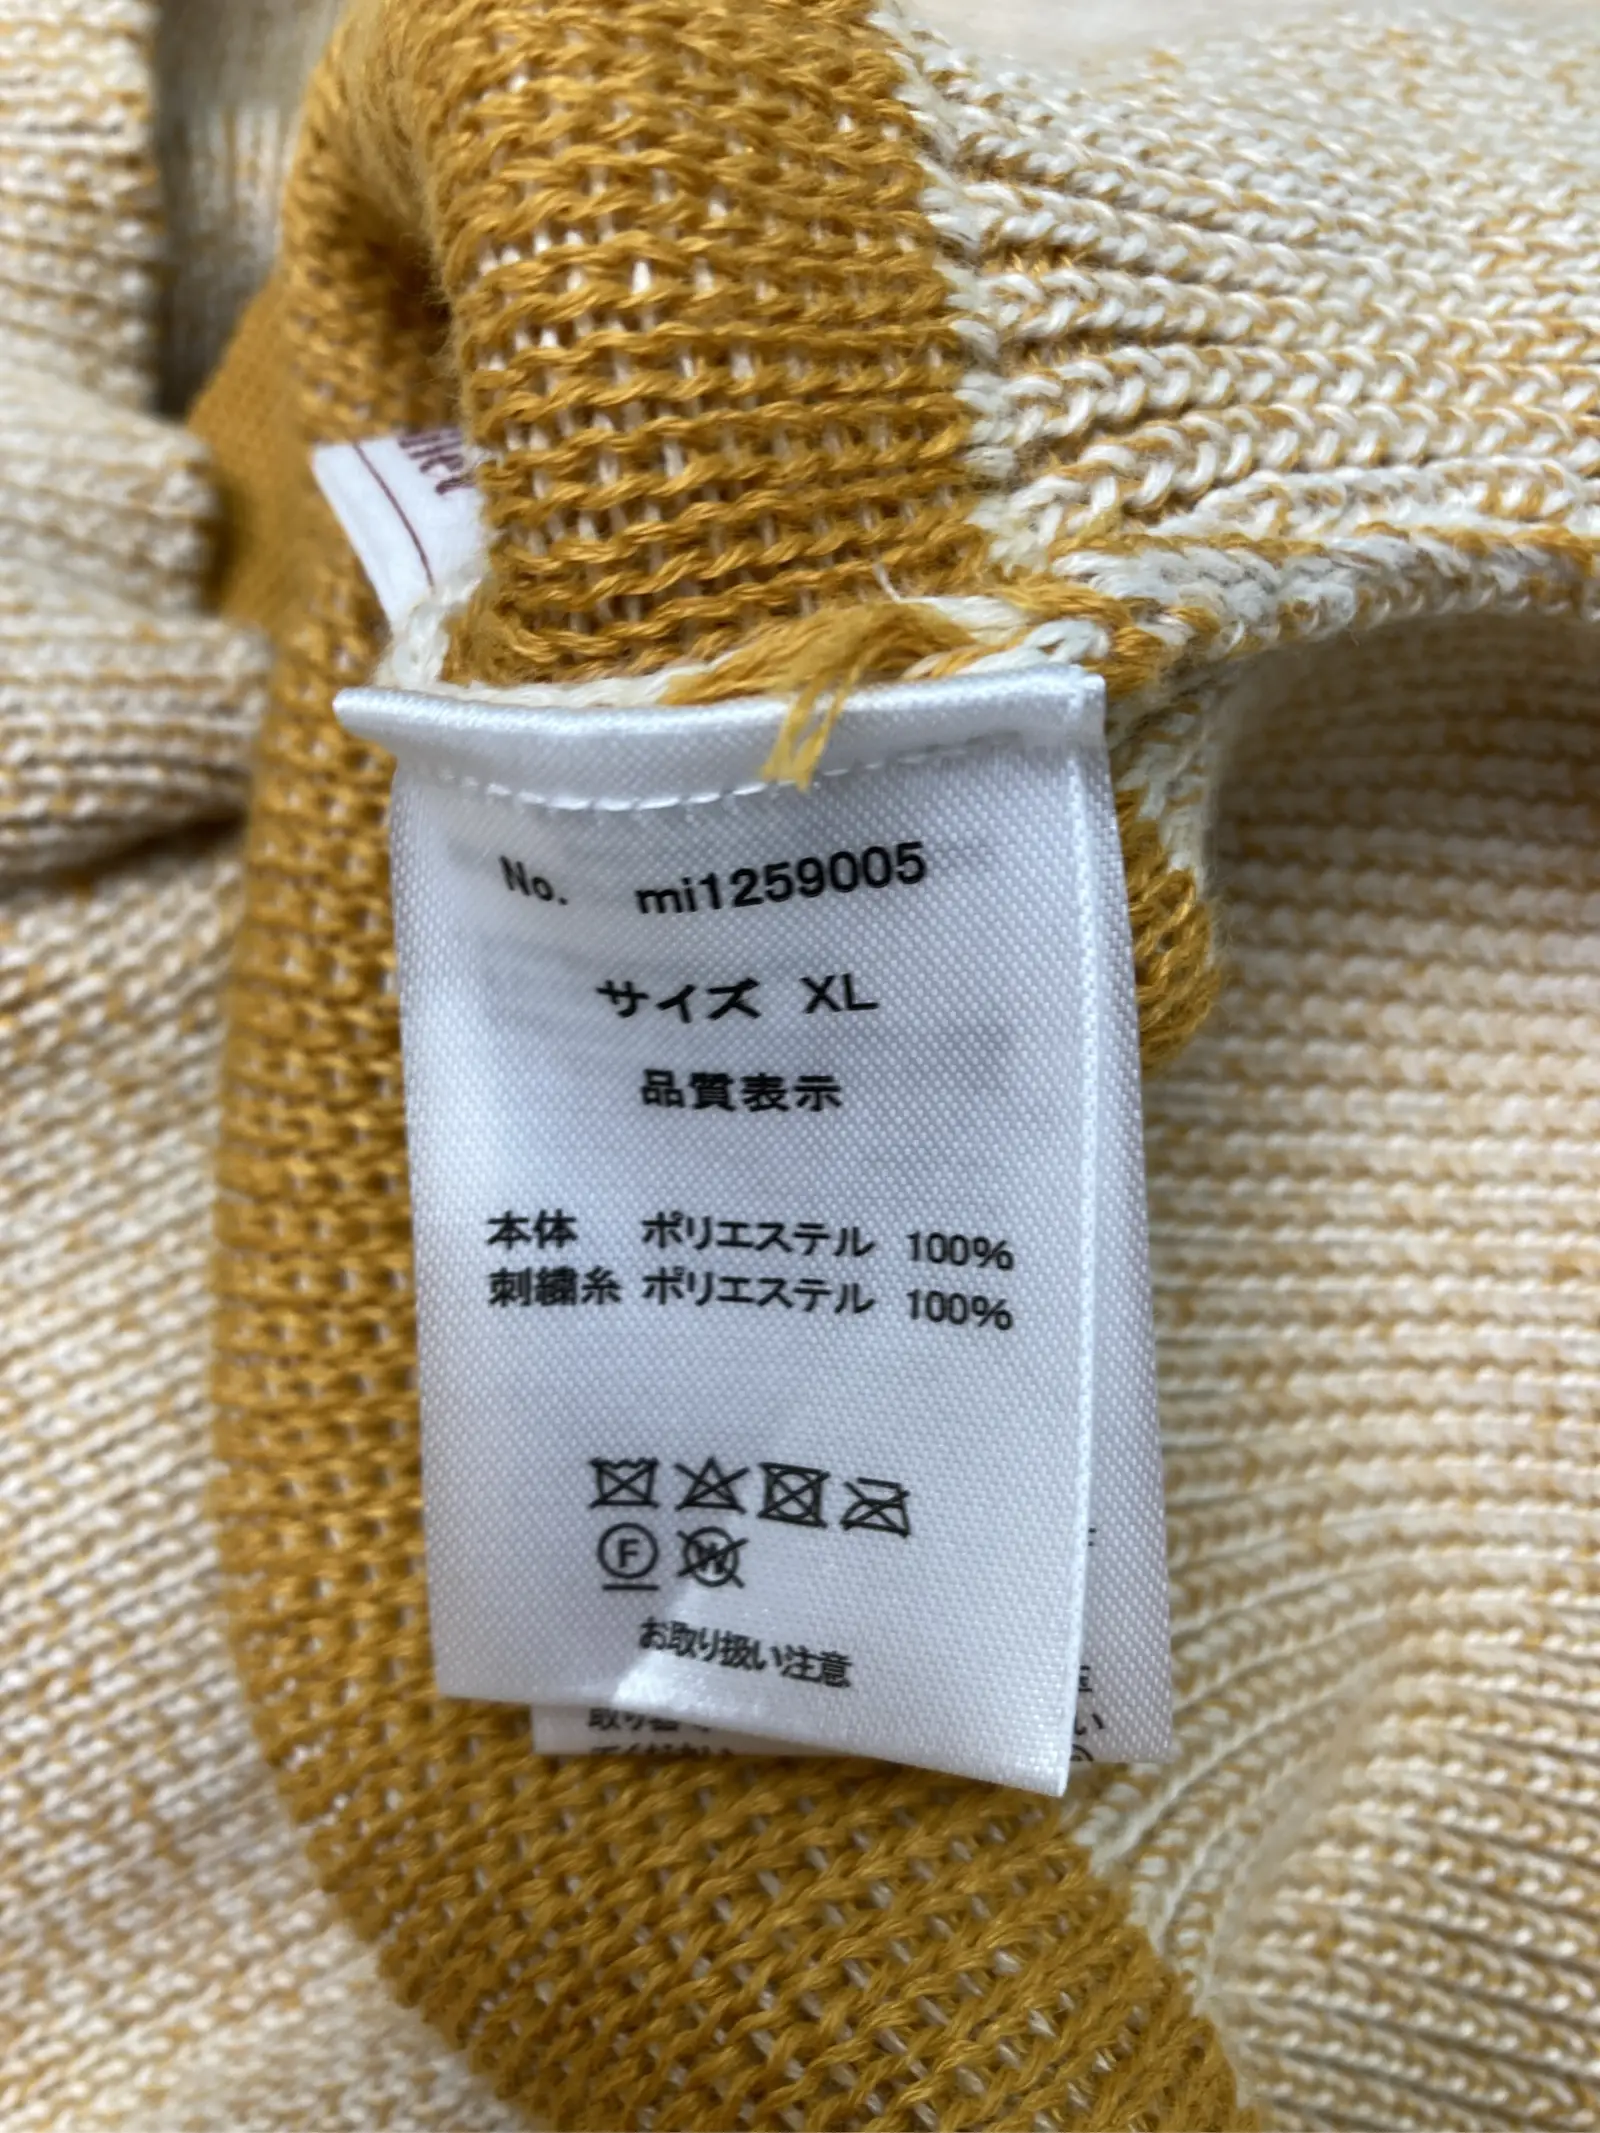 No. mi1259005
サイズ XL
品質表示
本体 ポリエステル 100%
刺繍糸 ポリエステル 100%
F
W
お取り扱い注意